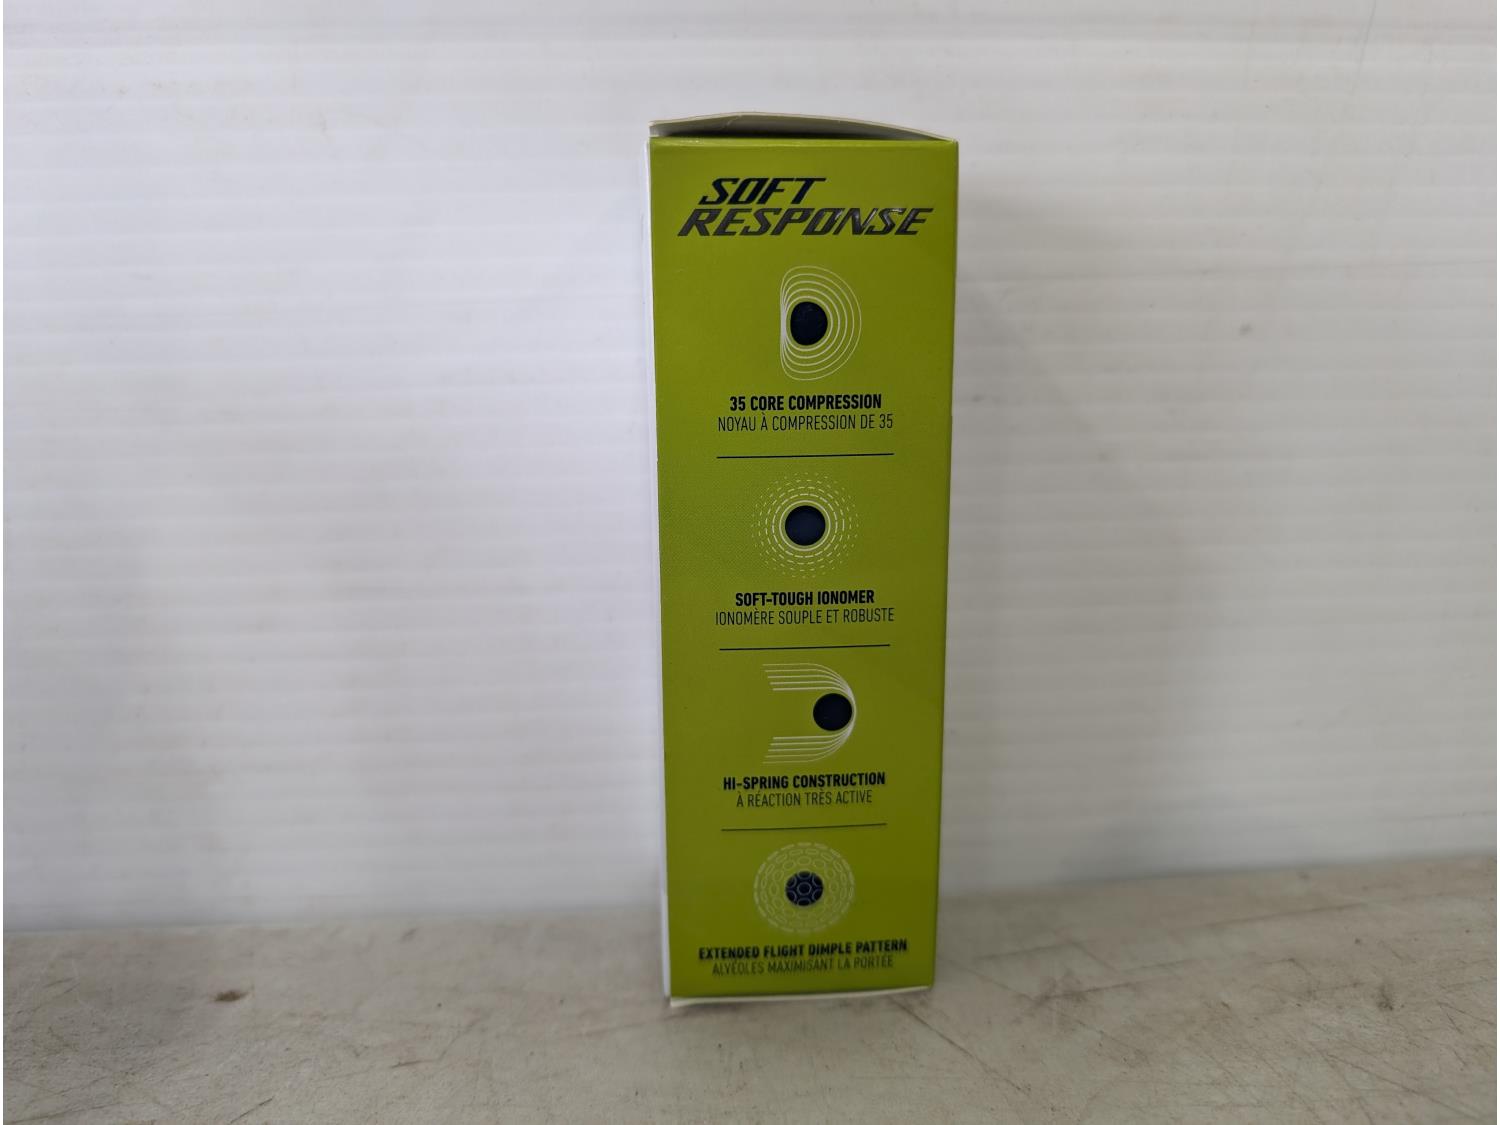 SOFT
RESPONSE
35 CORE COMPRESSION
NOYAU À COMPRESSION DE 35
SOFT-TOUGH IONOMER
IONOMÈRE SOUPLE ET ROBUSTE
HI-SPRING CONSTRUCTION
À RÉACTION TRÈS ACTIVE
EXTENDED FLIGHT DIMPLE PATTERN
ALVÉOLES MAXIMISANT LA PORTÉE